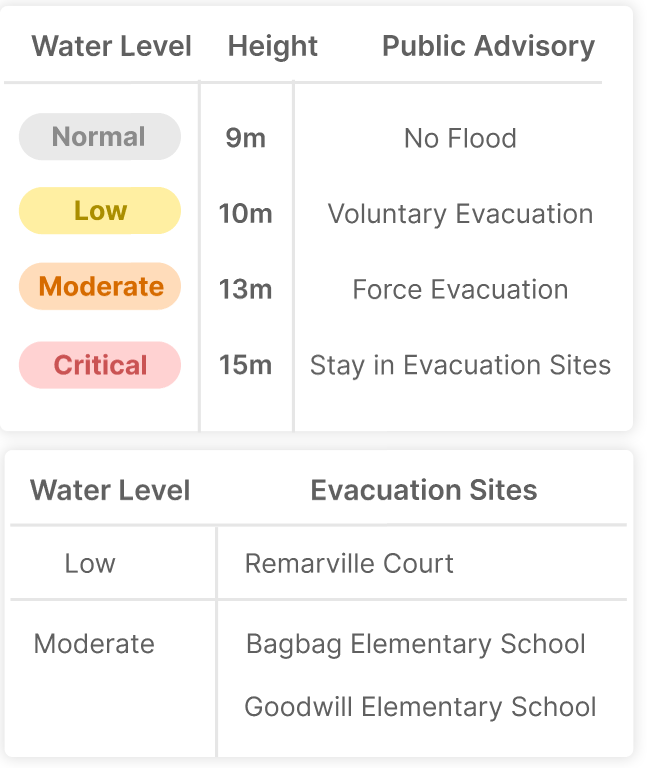 Water Level Height Public Advisory
Normal 9m No Flood
Low 10m Voluntary Evacuation
Moderate 13m Force Evacuation
Critical 15m Stay in Evacuation Sites
Water Level Evacuation Sites
Low Remarville Court
Moderate Bagbag Elementary School
Goodwill Elementary School